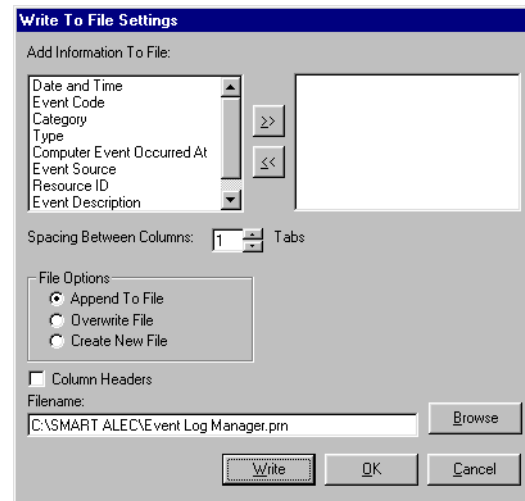 Write To File Settings
Add Information To File:
Date and Time
Event Code
Category
Type
Computer Event Occurred At
Event Source
Resource ID
Event Description
>>
<<
Spacing Between Columns: 1 Tabs
File Options
Append To File
Overwrite File
Create New File
Column Headers
Filename:
C:\SMART ALEC\Event Log Manager.prn
Browse
Write OK Cancel